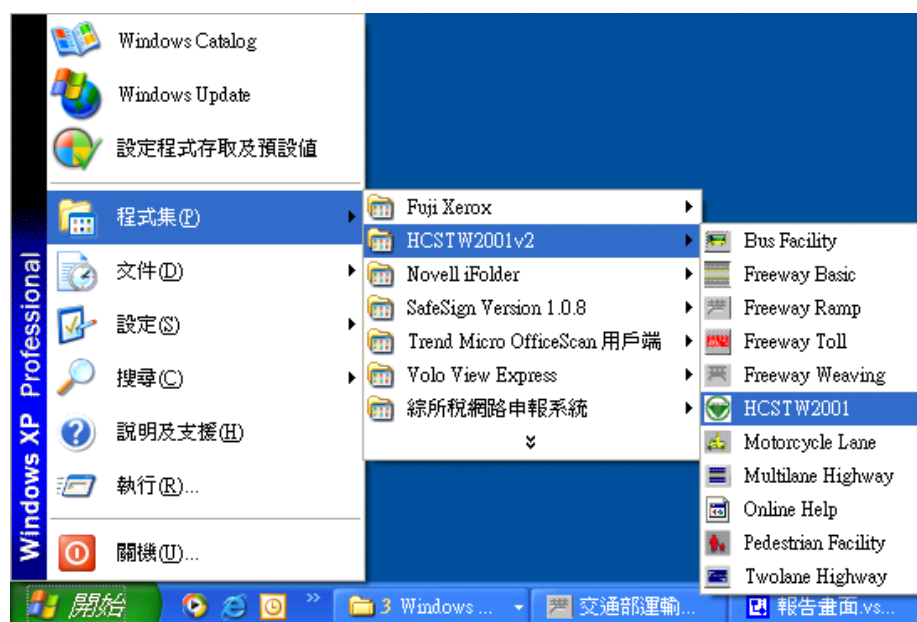 Windows Catalog
Windows Update
設定程式存取及預設值
程式集(P)
文件(D)
設定(S)
搜尋(C)
說明及支援(H)
執行(R)...
關機(U)...
Windows XP Professional
Fuji Xerox
HCSTW2001v2
Novell iFolder
SafeSign Version 1.0.8
Trend Micro OfficeScan 用戶端
Volo View Express
綜所稅網路申報系統
Bus Facility
Freeway Basic
Freeway Ramp
Freeway Toll
Freeway Weaving
HCSTW2001
Motorcycle Lane
Multilane Highway
Online Help
Pedestrian Facility
Twolane Highway
開始
3 Windows ...
交通部運輸...
報告畫面.vs...